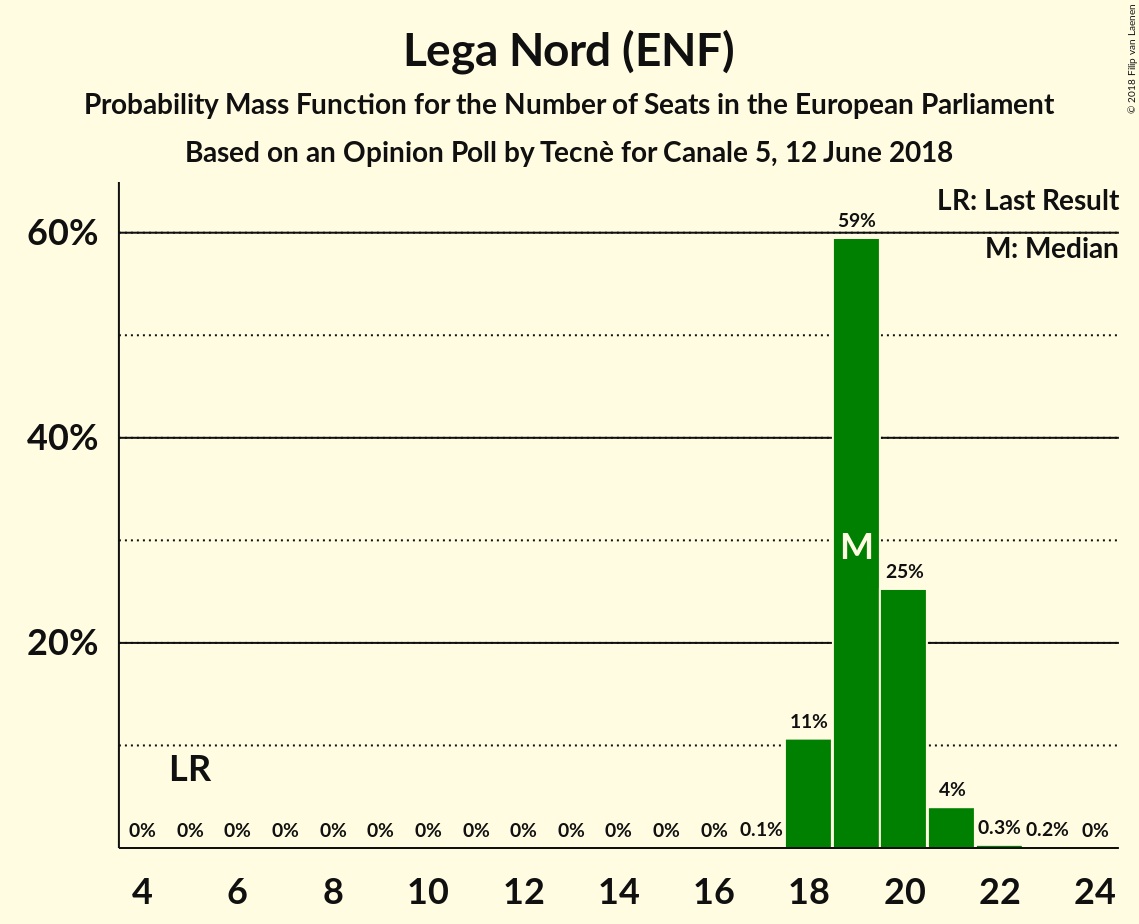 Lega Nord (ENF)
Probability Mass Function for the Number of Seats in the European Parliament
Based on an Opinion Poll by Tecnè for Canale 5, 12 June 2018
© 2018 Filip van Laenen
LR: Last Result
M: Median
60%
40%
20%
59%
M
25%
11%
LR
4%
0% 0% 0% 0% 0% 0% 0% 0% 0% 0% 0% 0% 0% 0.1% 0.3% 0.2% 0%
4 6 8 10 12 14 16 18 20 22 24